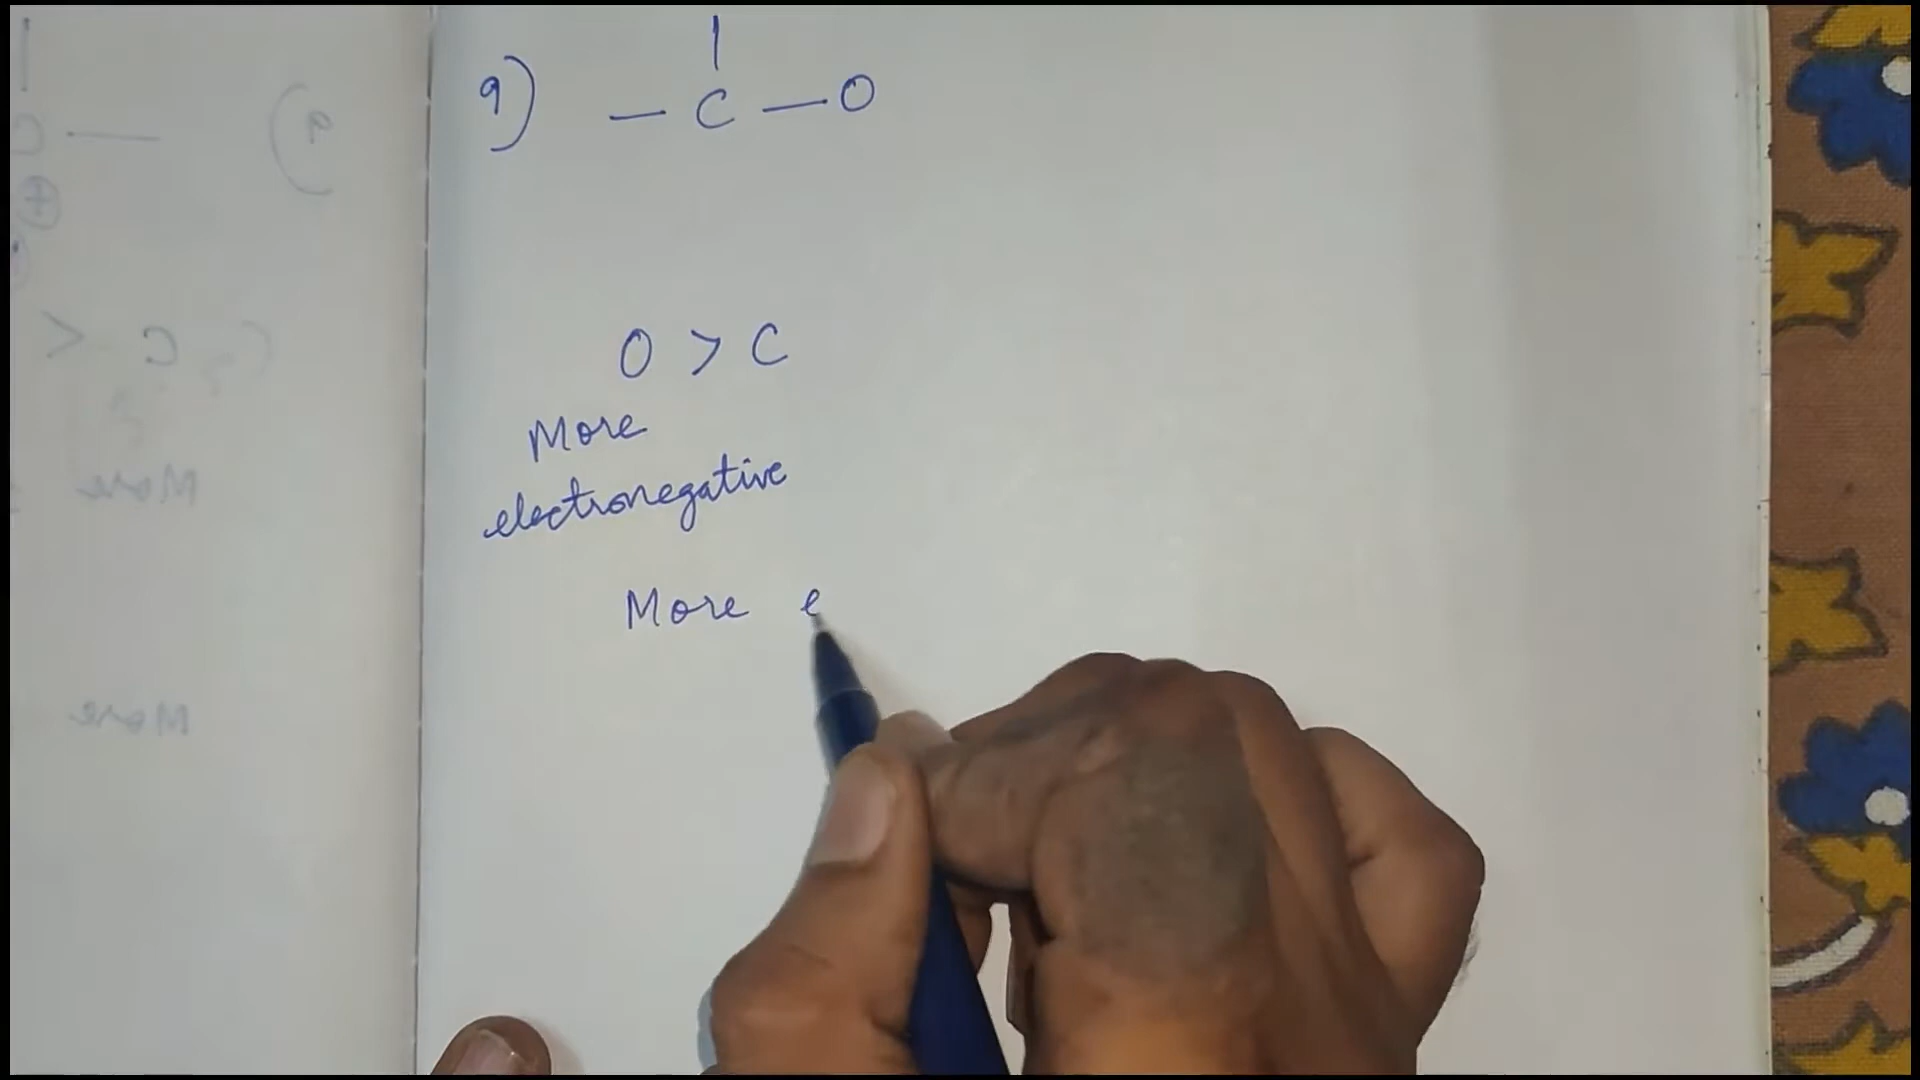 9) — C — O
O > C
More
electronegative
More e